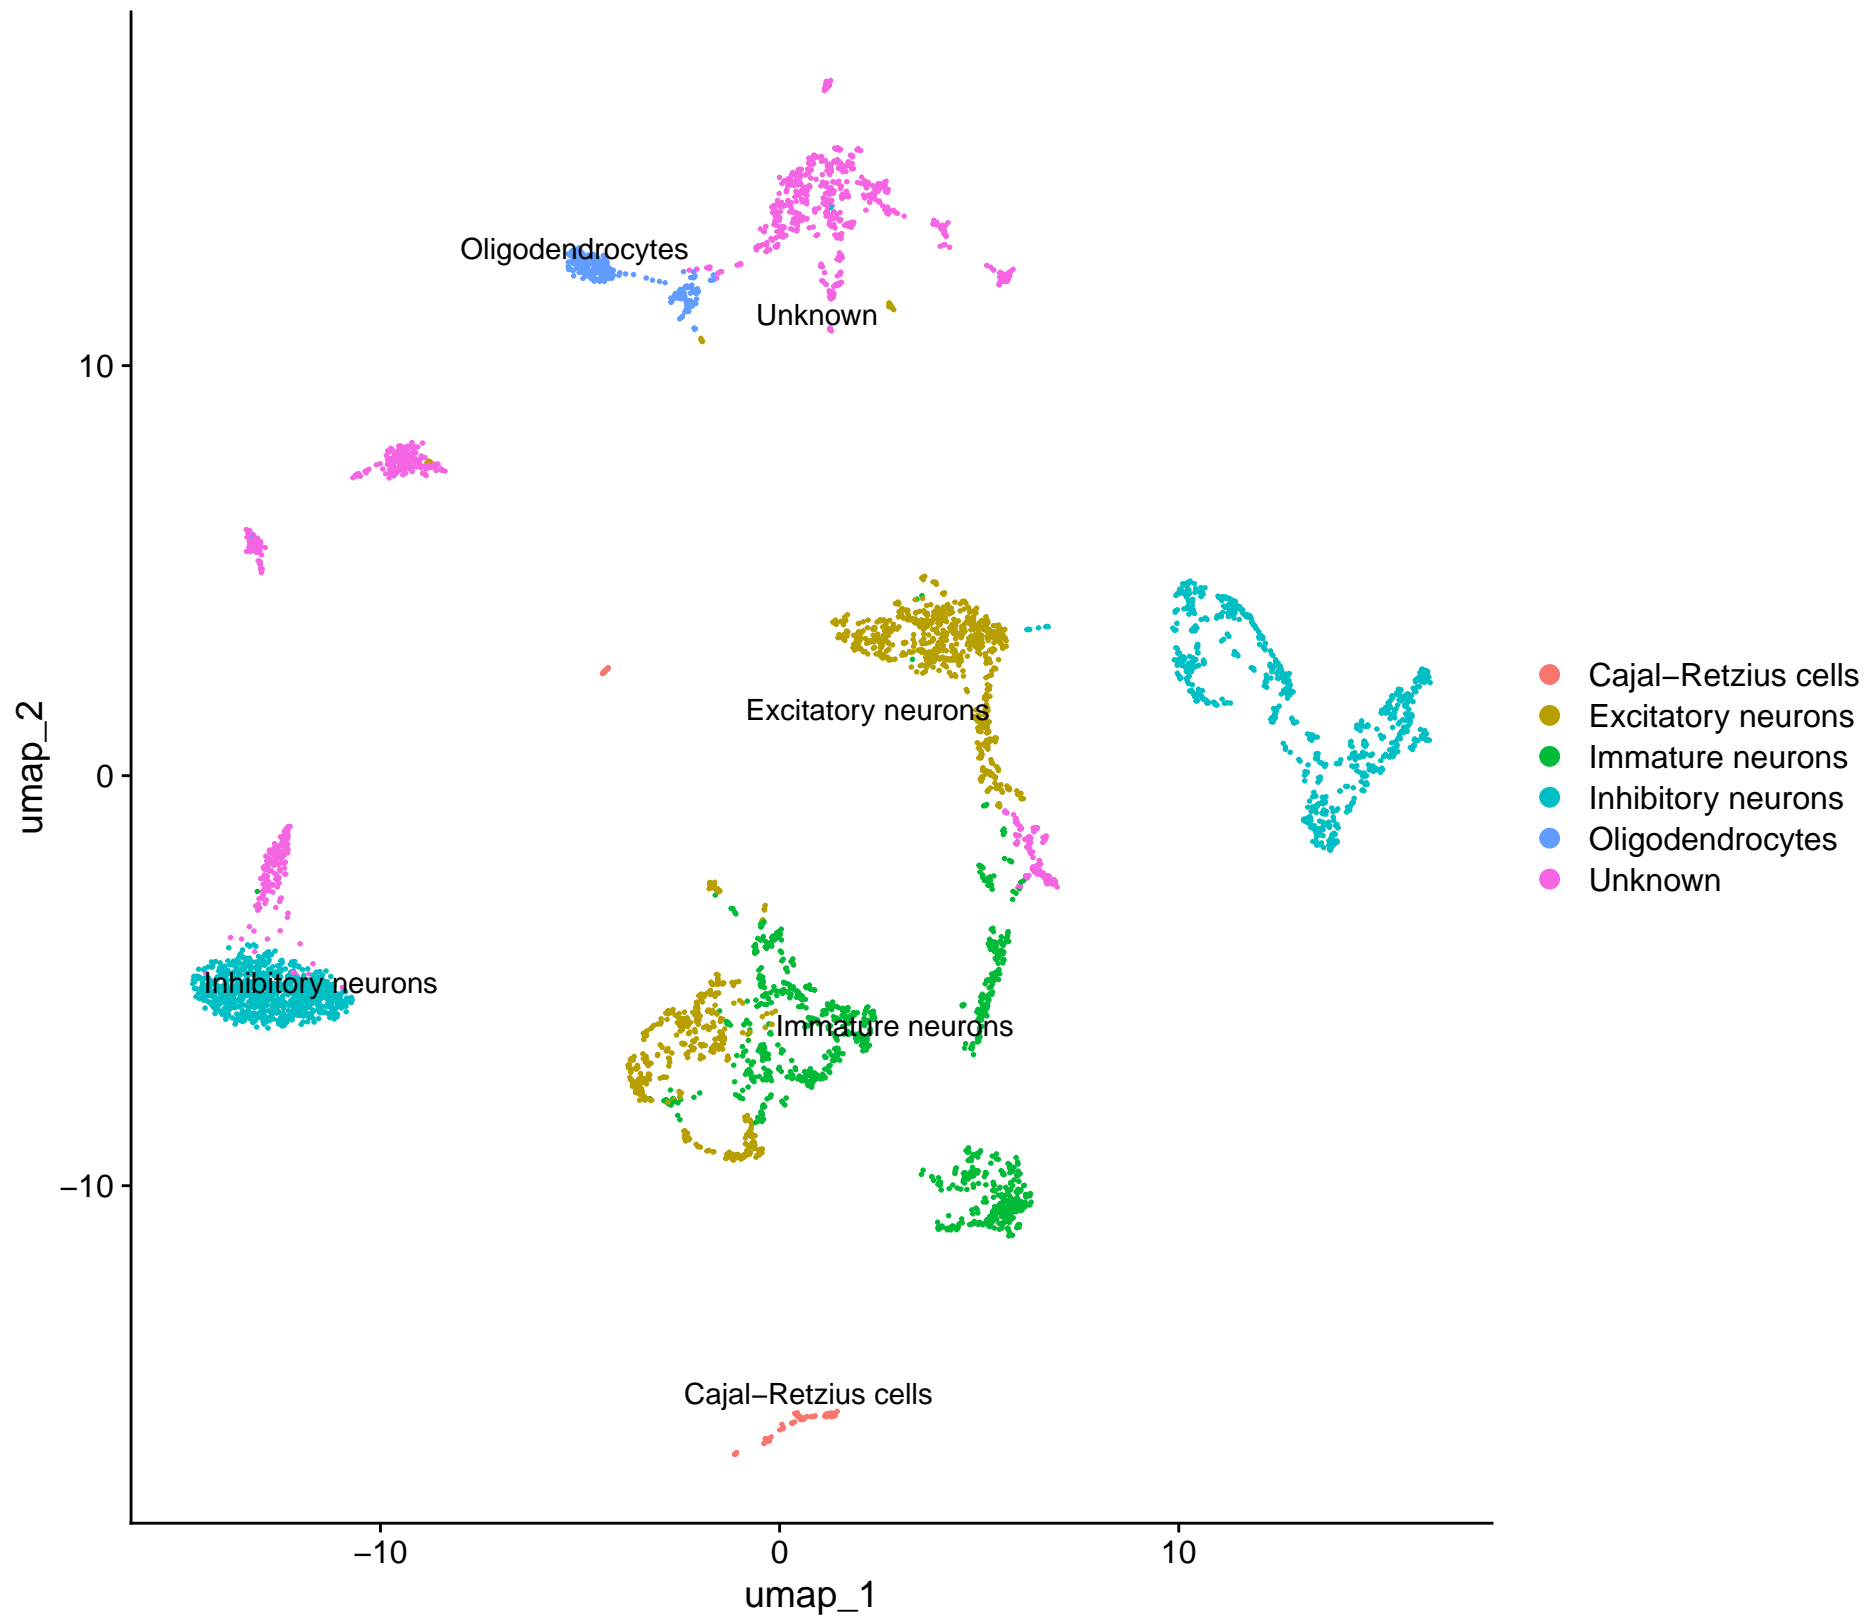 Oligodendrocytes
Unknown
10
Excitatory neurons
0
Inhibitory neurons
Immature neurons
−10
Cajal−Retzius cells
−10
0
10
umap_1
umap_2
Cajal−Retzius cells
Excitatory neurons
Immature neurons
Inhibitory neurons
Oligodendrocytes
Unknown